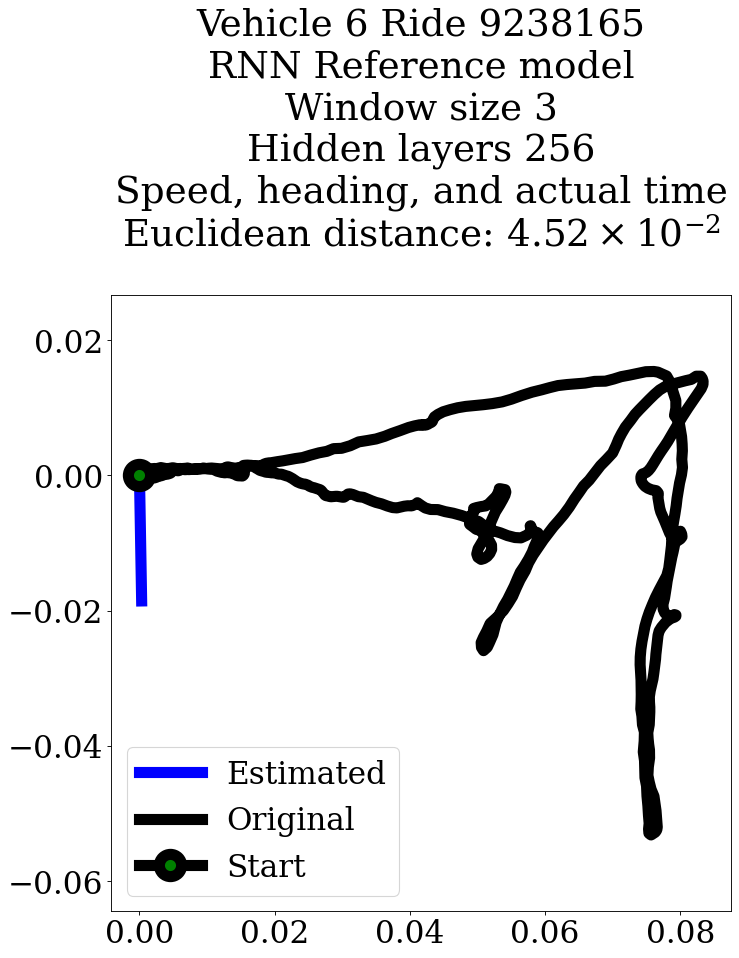 Vehicle 6 Ride 9238165
RNN Reference model
Window size 3
Hidden layers 256
Speed, heading, and actual time
Euclidean distance: 4.52 × 10⁻²
0.02
0.00
−0.02
−0.04
−0.06
Estimated
Original
Start
0.00 0.02 0.04 0.06 0.08